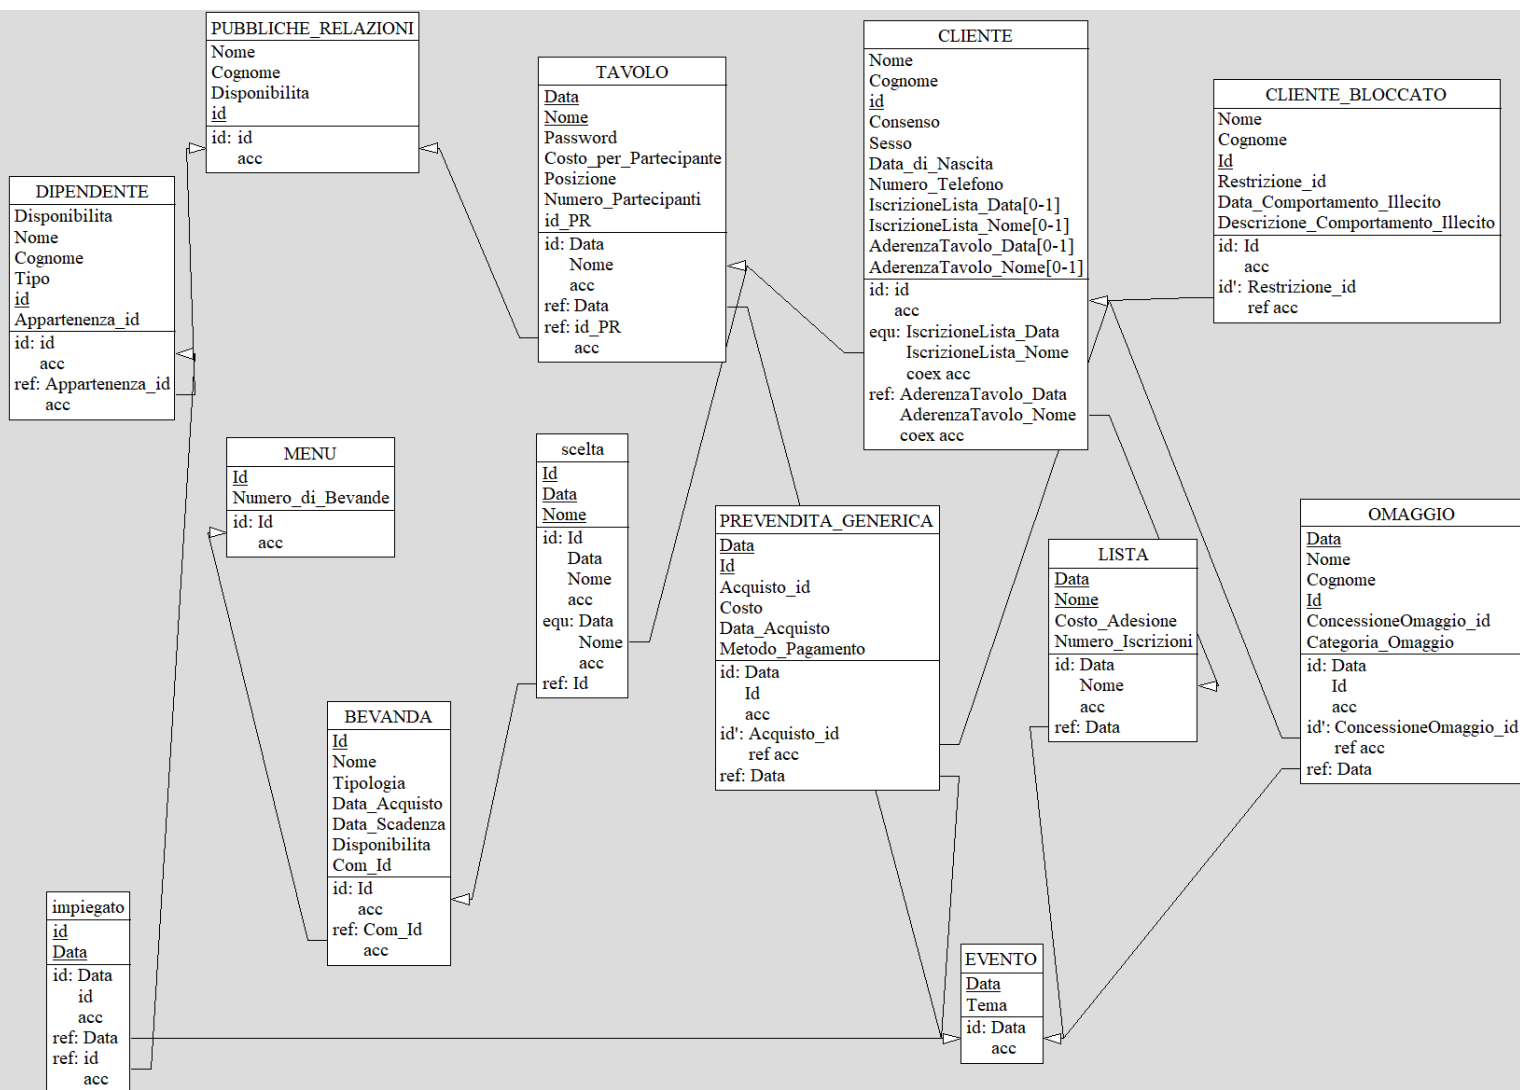 PUBBLICHE_RELAZIONI
Nome
Cognome
Disponibilita
id
id: id
acc
DIPENDENTE
Disponibilita
Nome
Cognome
Tipo
id
Appartenenza_id
id: id
acc
ref: Appartenenza_id
acc
TAVOLO
Data
Nome
Password
Costo_per_Partecipante
Posizione
Numero_Partecipanti
id_PR
id: Data
Nome
acc
ref: Data
ref: id_PR
acc
CLIENTE
Nome
Cognome
id
Consenso
Sesso
Data_di_Nascita
Numero_Telefono
IscrizioneLista_Data[0-1]
IscrizioneLista_Nome[0-1]
AderenzaTavolo_Data[0-1]
AderenzaTavolo_Nome[0-1]
id: id
acc
equ: IscrizioneLista_Data
IscrizioneLista_Nome
coex acc
ref: AderenzaTavolo_Data
AderenzaTavolo_Nome
coex acc
CLIENTE_BLOCCATO
Nome
Cognome
Id
Restrizione_id
Data_Comportamento_Illecito
Descrizione_Comportamento_Illecito
id: Id
acc
id': Restrizione_id
ref acc
MENU
Id
Numero_di_Bevande
id: Id
acc
scelta
Id
Data
Nome
id: Id
Data
Nome
acc
equ: Data
Nome
acc
ref: Id
PREVENDITA_GENERICA
Data
Id
Acquisto_id
Costo
Data_Acquisto
Metodo_Pagamento
id: Data
Id
acc
id': Acquisto_id
ref acc
ref: Data
LISTA
Data
Nome
Costo_Adesione
Numero_Iscrizioni
id: Data
Nome
acc
ref: Data
OMAGGIO
Data
Nome
Cognome
Id
ConcessioneOmaggio_id
Categoria_Omaggio
id: Data
Id
acc
id': ConcessioneOmaggio_id
ref acc
ref: Data
BEVANDA
Id
Nome
Tipologia
Data_Acquisto
Data_Scadenza
Disponibilita
Com_Id
id: Id
acc
ref: Com_Id
acc
impiegato
id
Data
id: Data
id
acc
ref: Data
ref: id
acc
EVENTO
Data
Tema
id: Data
acc